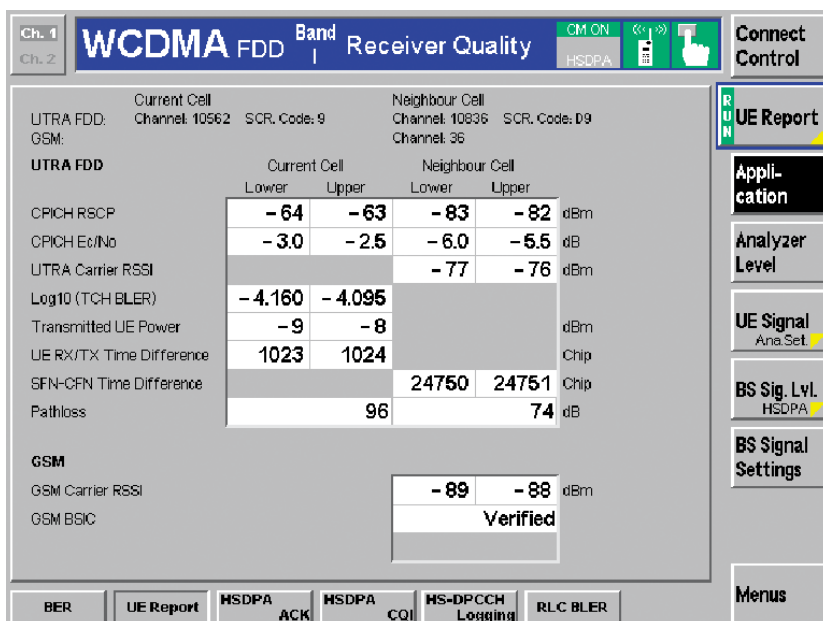 Ch. 1
Ch. 2
WCDMA FDD Band I Receiver Quality
CM ON
HSDPA
Connect Control
Current Cell Neighbour Cell
UTRA FDD: Channel: 10562 SCR. Code: 9 Channel: 10836 SCR. Code: D9
GSM: Channel: 36
UTRA FDD Current Cell Neighbour Cell
Lower Upper Lower Upper
CPICH RSCP -64 -63 -83 -82 dBm
CPICH Ec/No -3.0 -2.5 -6.0 -5.5 dB
UTRA Carrier RSSI -77 -76 dBm
Log10 (TCH BLER) -4.160 -4.095
Transmitted UE Power -9 -8 dBm
UE RX/TX Time Difference 1023 1024 Chip
SFN-CFN Time Difference 24750 24751 Chip
Pathloss 96 74 dB
GSM
GSM Carrier RSSI -89 -88 dBm
GSM BSIC Verified
RUN
UE Report
Appli-
cation
Analyzer
Level
UE Signal
Ana.Set.
BS Sig. Lvl.
HSDPA
BS Signal
Settings
Menus
BER
UE Report
HSDPA ACK
HSDPA CQI
HS-DPCCH Logging
RLC BLER